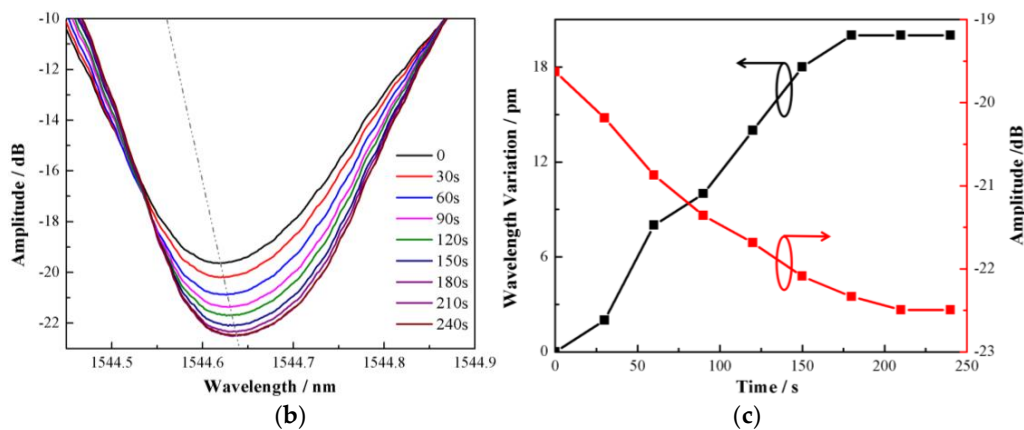 -10
-12
-14
-16
-18
-20
-22
Amplitude / dB
0
30s
60s
90s
120s
150s
180s
210s
240s
1544.5 1544.6 1544.7 1544.8 1544.9
Wavelength / nm
(b)
18
12
6
0
Wavelength Variation / pm
-19
-20
-21
-22
-23
Amplitude /dB
0 50 100 150 200 250
Time / s
(c)